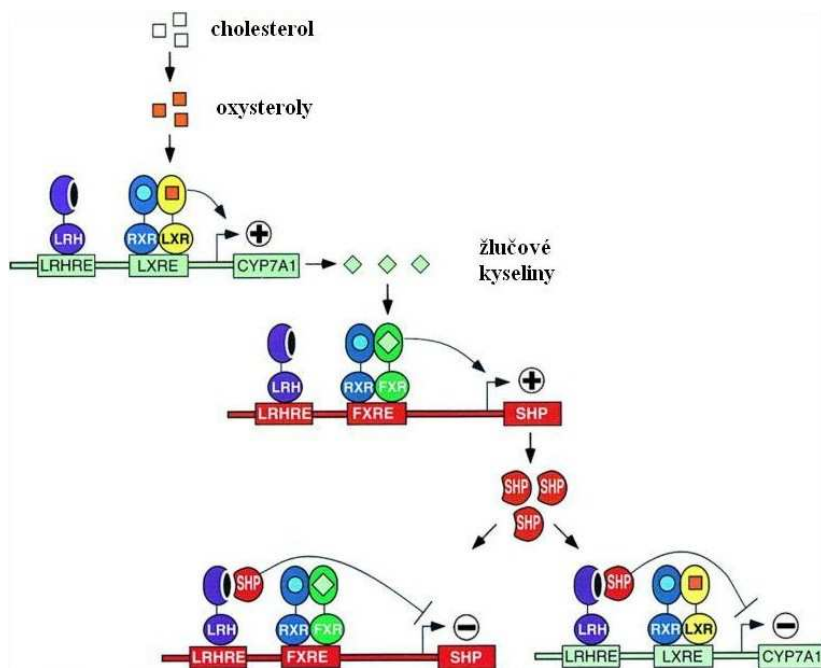 cholesterol
oxysteroly
LRH RXR LXR
LRHRE LXRE CYP7A1
žlučové
kyseliny
LRH RXR FXR
LRHRE FXRE SHP
SHP SHP
SHP
SHP
LRH RXR FXR
LRHRE FXRE SHP
SHP
LRH RXR LXR
LRHRE LXRE CYP7A1